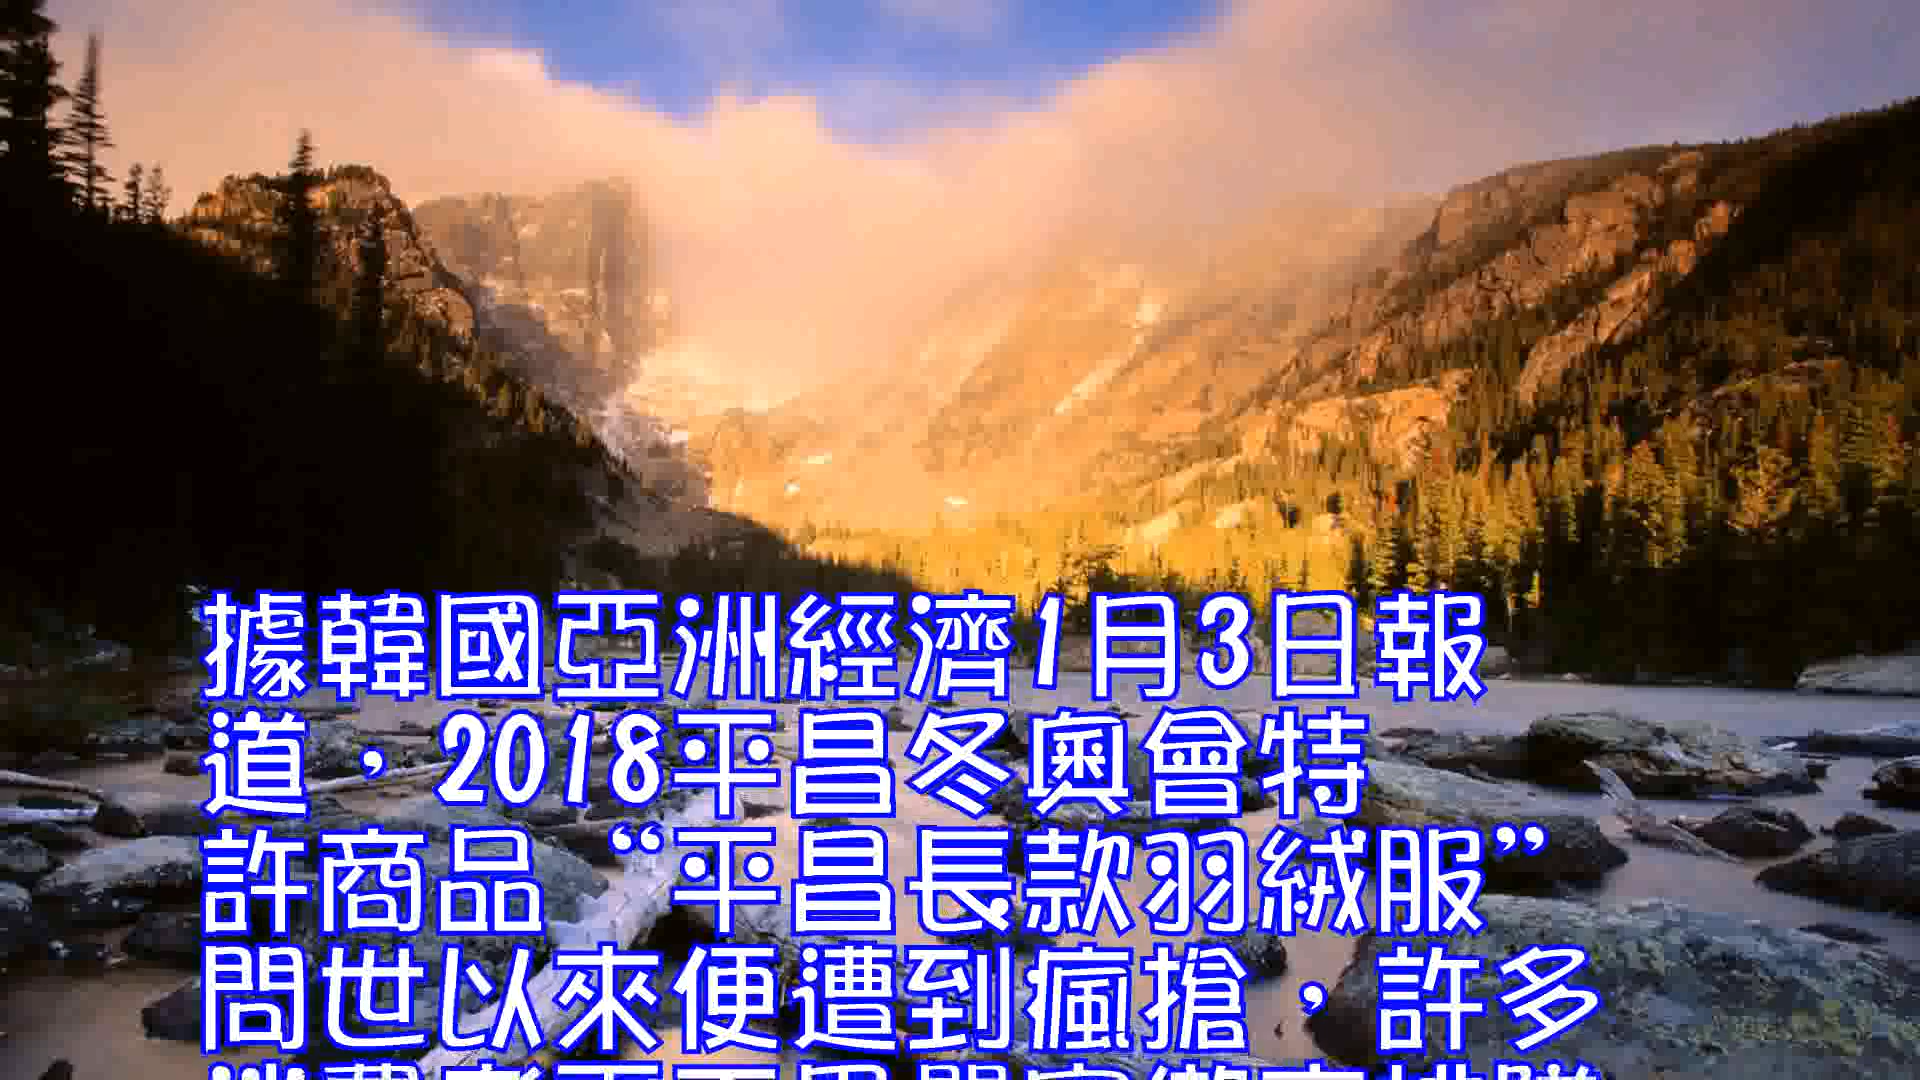 據韓國亞洲經濟1月3日報
道，2018平昌冬奧會特
許商品“平昌長款羽絨服”
問世以來便遭到瘋搶，許多